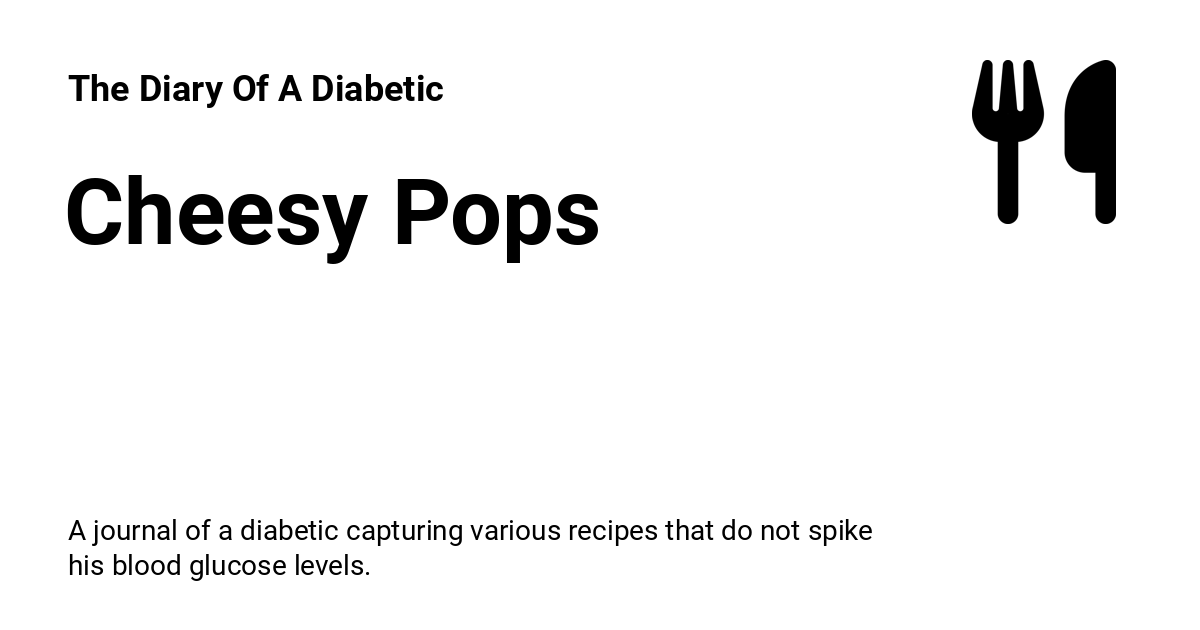 The Diary Of A Diabetic
Cheesy Pops
A journal of a diabetic capturing various recipes that do not spike
his blood glucose levels.